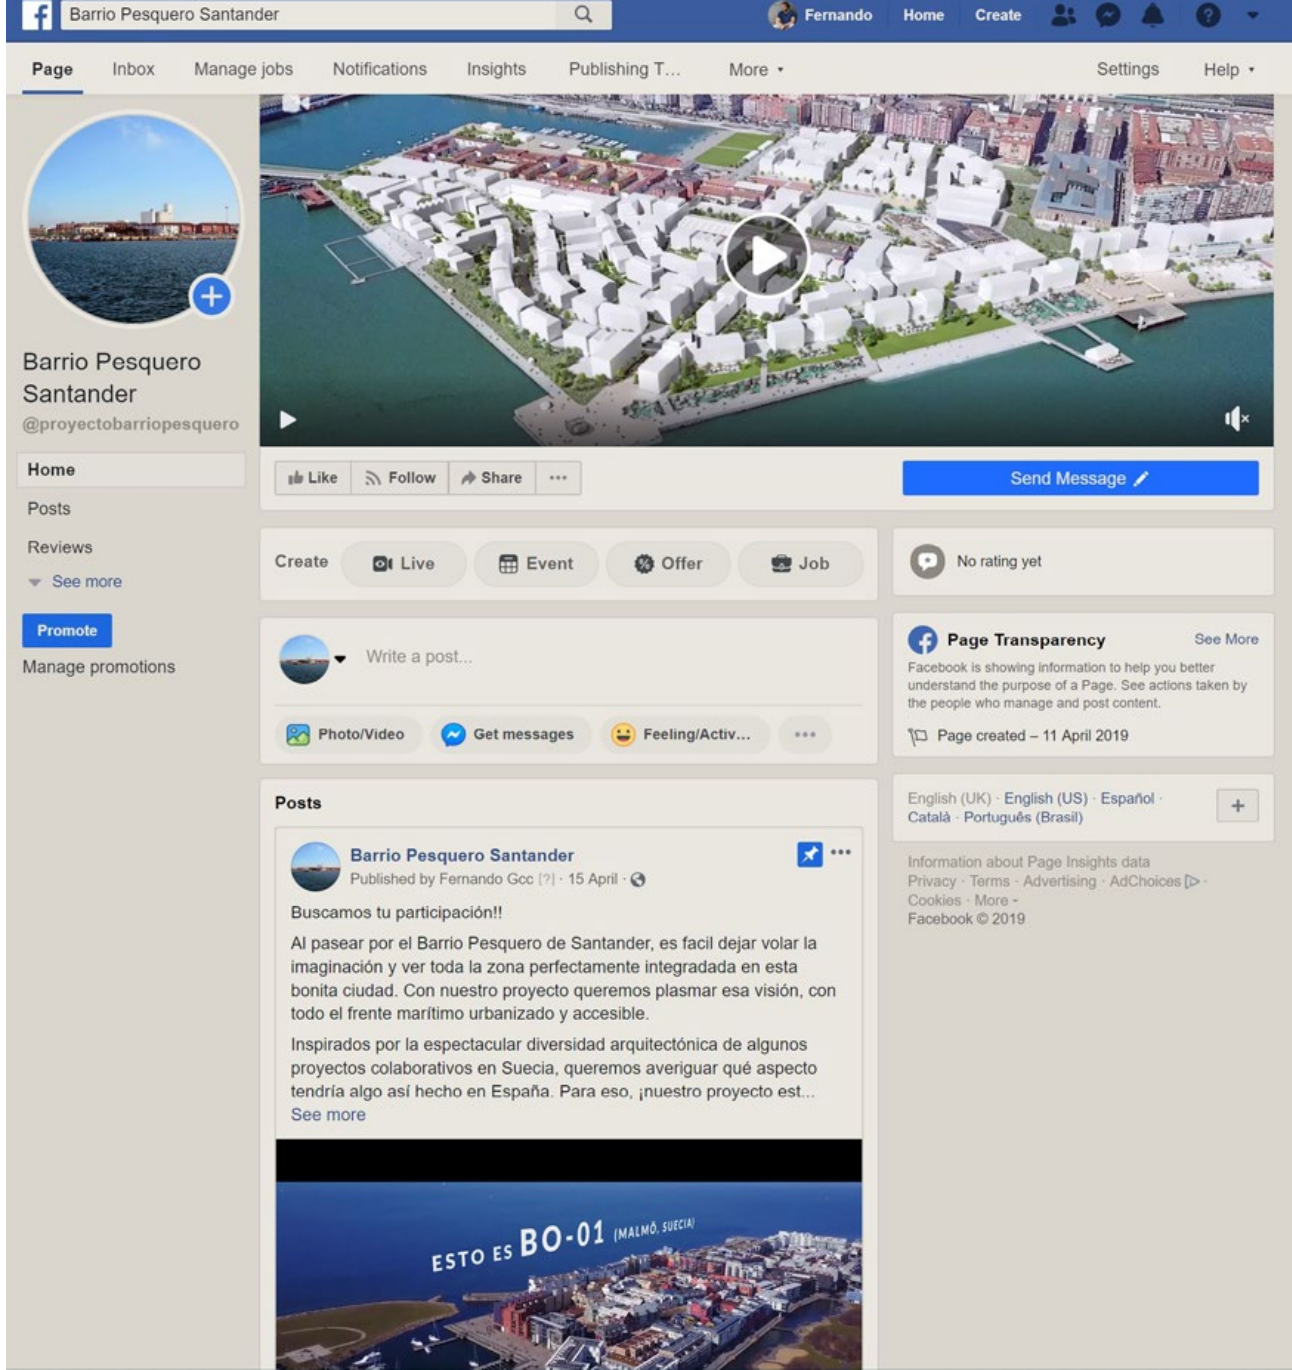 Barrio Pesquero Santander
Fernando Home Create
Page Inbox Manage jobs Notifications Insights Publishing T... More Settings Help
Barrio Pesquero
Santander
@proyectobarriopesquero
Home
Posts
Reviews
See more
Promote
Manage promotions
Like Follow Share ...
Send Message
Create Live Event Offer Job
Write a post...
Photo/Video Get messages Feeling/Activ... ...
Posts
Barrio Pesquero Santander
Published by Fernando Gcc [?] · 15 April ·
Buscamos tu participación!!
Al pasear por el Barrio Pesquero de Santander, es facil dejar volar la
imaginación y ver toda la zona perfectamente integradada en esta
bonita ciudad. Con nuestro proyecto queremos plasmar esa visión, con
todo el frente marítimo urbanizado y accesible.
Inspirados por la espectacular diversidad arquitectónica de algunos
proyectos colaborativos en Suecia, queremos averiguar qué aspecto
tendría algo así hecho en España. Para eso, ¡nuestro proyecto est...
See more
ESTO ES BO-01 (MALMÖ, SUECIA)
No rating yet
Page Transparency See More
Facebook is showing information to help you better
understand the purpose of a Page. See actions taken by
the people who manage and post content.
Page created – 11 April 2019
English (UK) · English (US) · Español ·
Català · Português (Brasil)
Information about Page Insights data
Privacy · Terms · Advertising · AdChoices ·
Cookies · More
Facebook © 2019